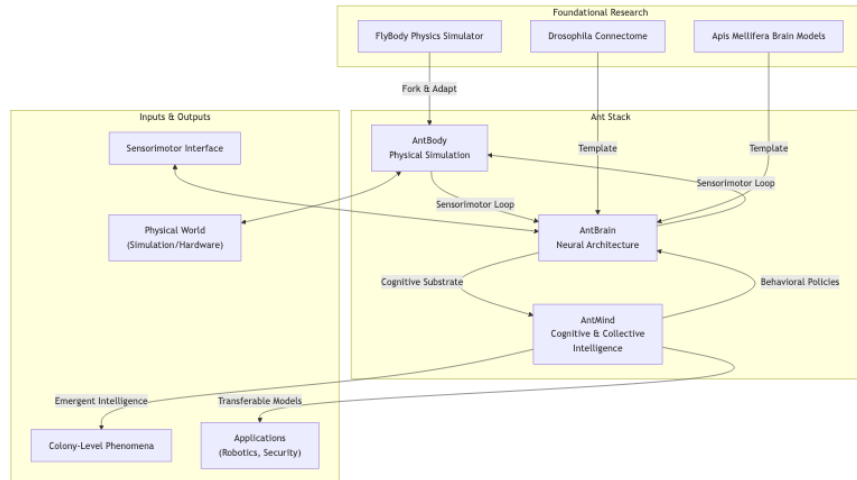 Foundational Research
FlyBody Physics Simulator
Drosophila Connectome
Apis Mellifera Brain Models
Fork & Adapt
Inputs & Outputs
Ant Stack
Sensorimotor Interface
AntBody
Physical Simulation
Template
Template
Sensorimotor Loop
Sensorimotor Loop
Physical World
(Simulation/Hardware)
AntBrain
Neural Architecture
Cognitive Substrate
Behavioral Policies
AntMind
Cognitive & Collective
Intelligence
Emergent Intelligence
Transferable Models
Colony-Level Phenomena
Applications
(Robotics, Security)